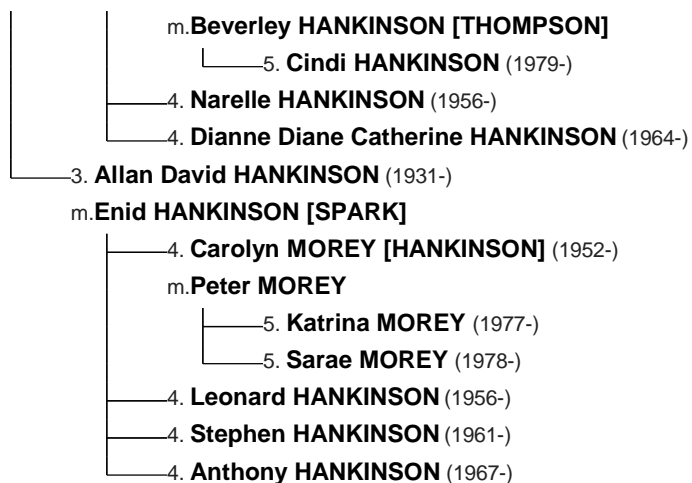 m.Beverley HANKINSON [THOMPSON]
5. Cindi HANKINSON (1979-)
4. Narelle HANKINSON (1956-)
4. Dianne Diane Catherine HANKINSON (1964-)
3. Allan David HANKINSON (1931-)
m.Enid HANKINSON [SPARK]
4. Carolyn MOREY [HANKINSON] (1952-)
m.Peter MOREY
5. Katrina MOREY (1977-)
5. Sarae MOREY (1978-)
4. Leonard HANKINSON (1956-)
4. Stephen HANKINSON (1961-)
4. Anthony HANKINSON (1967-)